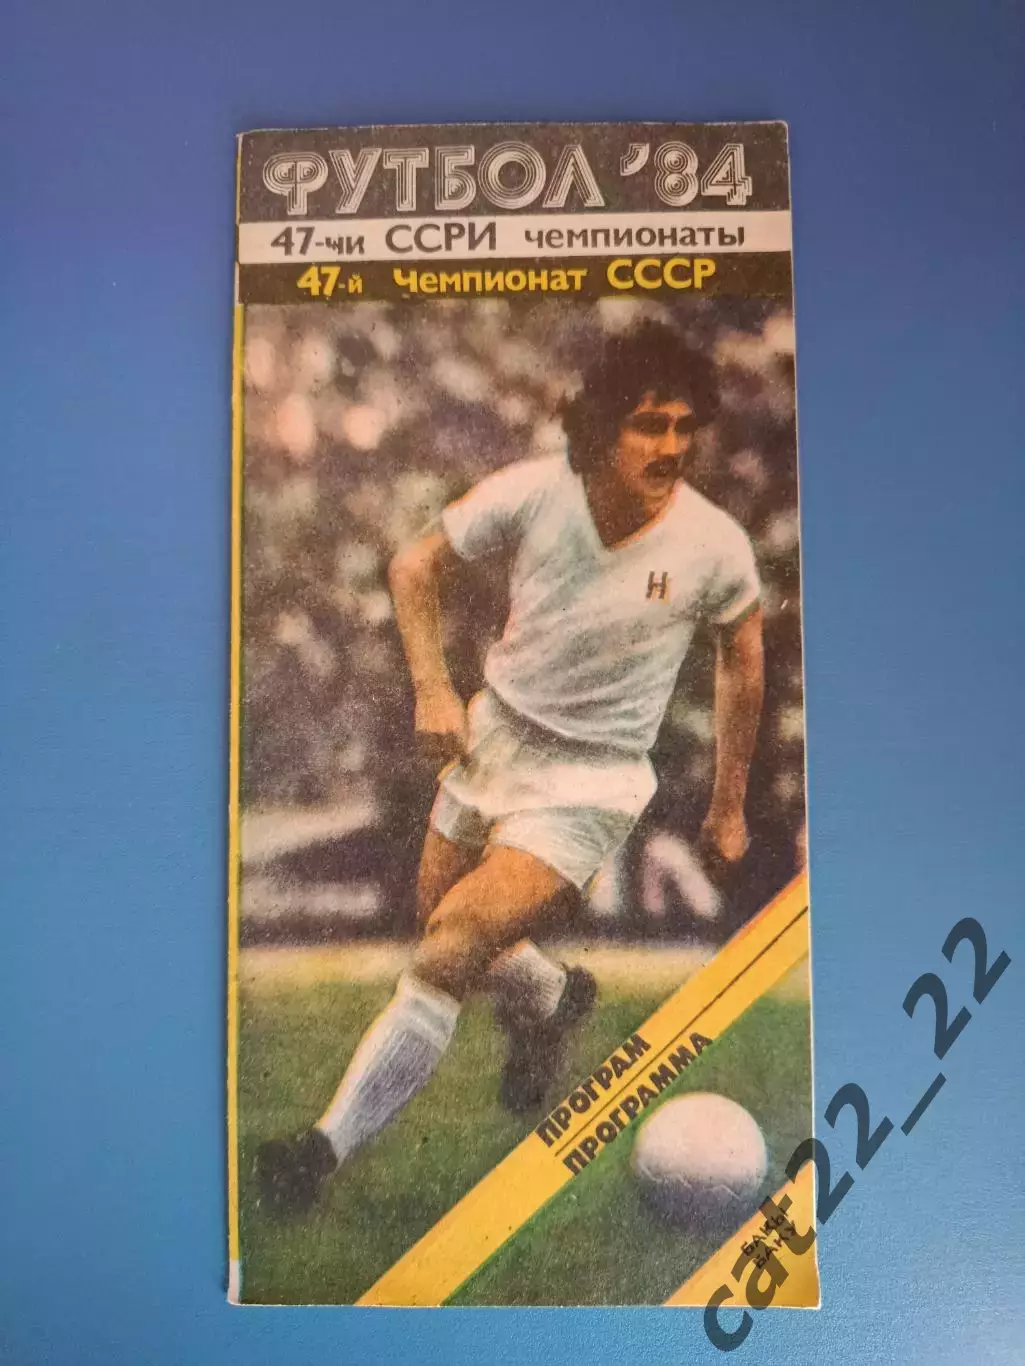 ФУТБОЛ '84
47-чи ССРИ чемпионаты
47-й Чемпионат СССР
Н
ПРОГРАМ
ПРОГРАММА
БАКЫ
БАКУ
cat22_22